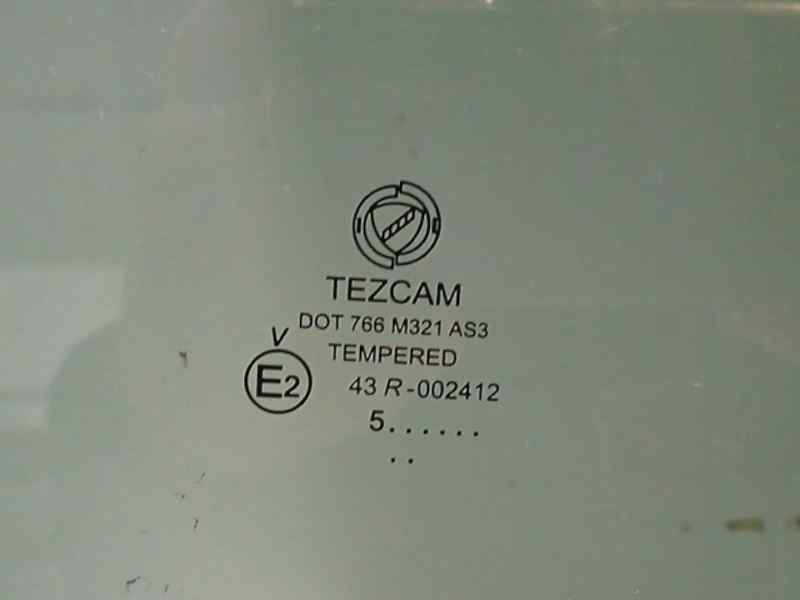 TEZCAM
DOT 766 M321 AS3
V
TEMPERED
E2 43 R-002412
5.......
..